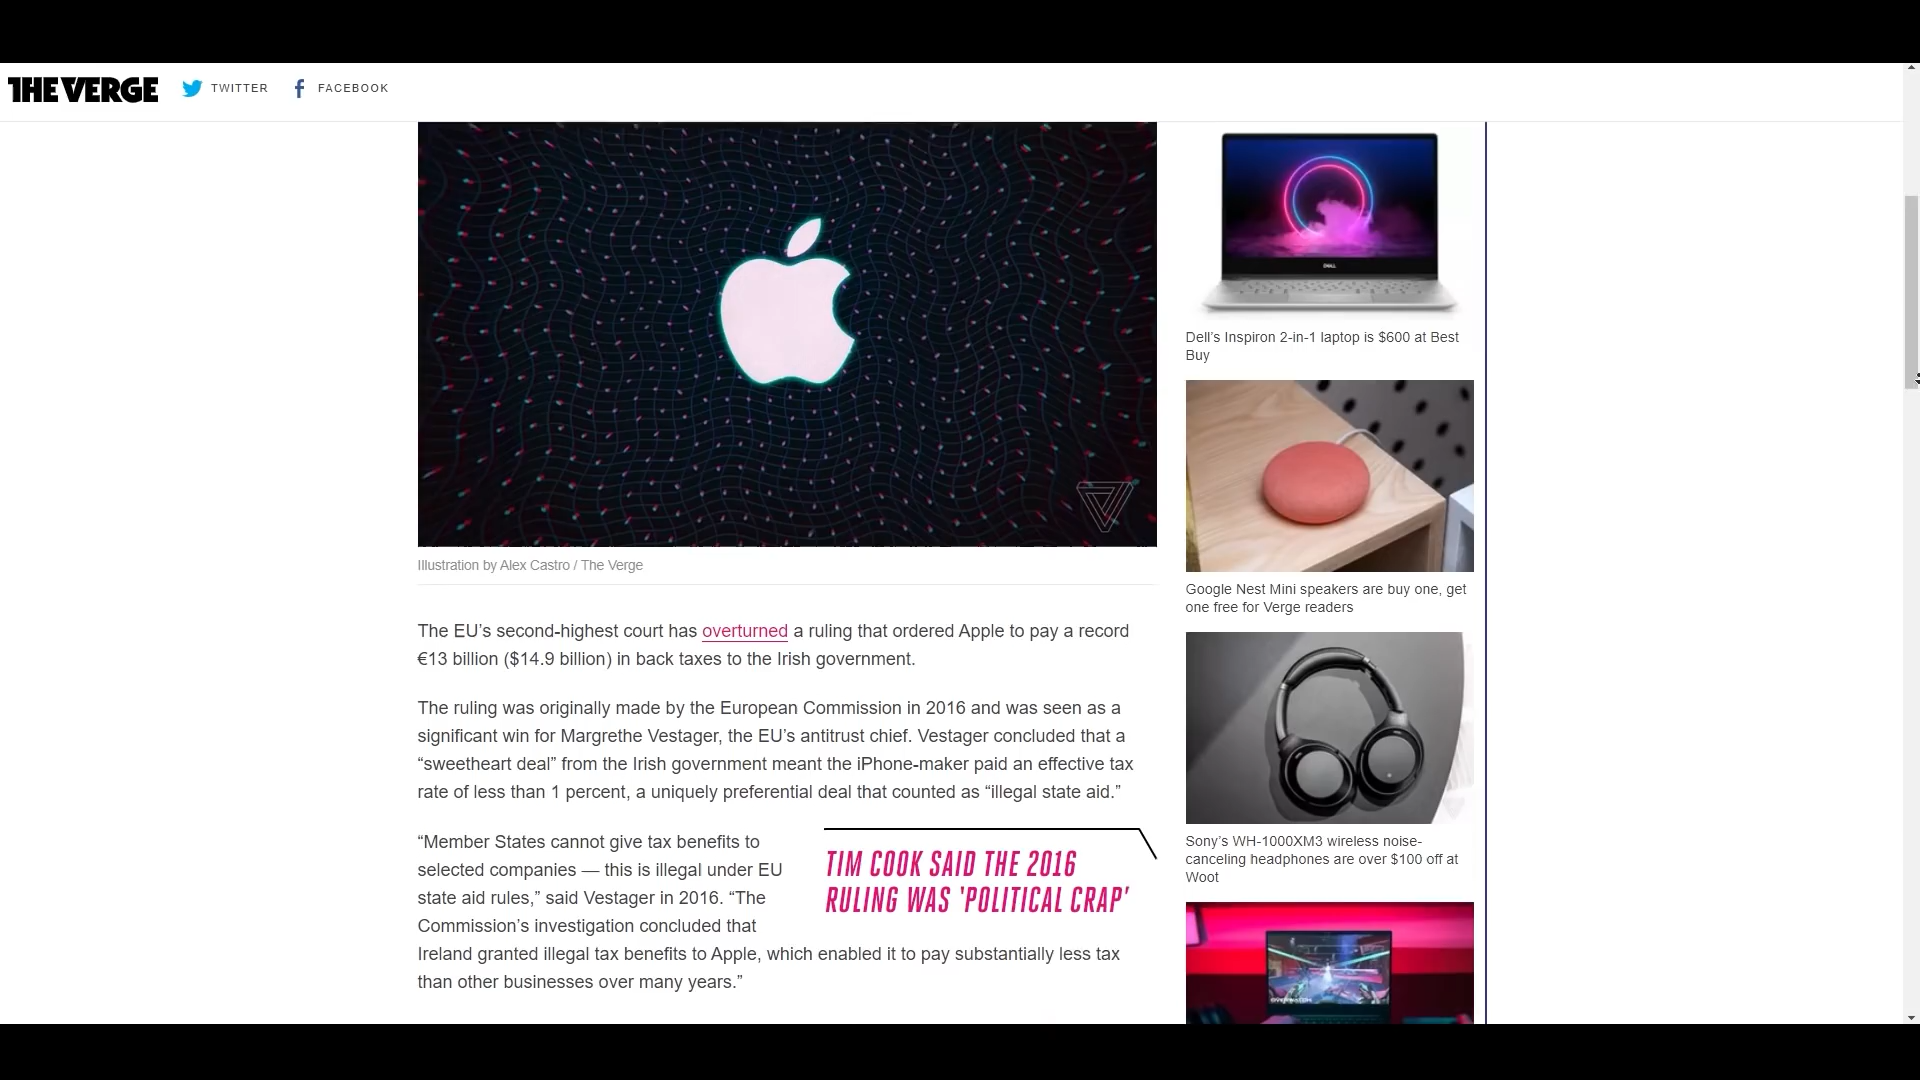 THE VERGE
TWITTER
FACEBOOK
DELL
Dell’s Inspiron 2-in-1 laptop is $600 at Best
Buy
Google Nest Mini speakers are buy one, get
one free for Verge readers
Sony’s WH-1000XM3 wireless noise-
canceling headphones are over $100 off at
Woot
Illustration by Alex Castro / The Verge
The EU’s second-highest court has overturned a ruling that ordered Apple to pay a record
€13 billion ($14.9 billion) in back taxes to the Irish government.
The ruling was originally made by the European Commission in 2016 and was seen as a
significant win for Margrethe Vestager, the EU’s antitrust chief. Vestager concluded that a
“sweetheart deal” from the Irish government meant the iPhone-maker paid an effective tax
rate of less than 1 percent, a uniquely preferential deal that counted as “illegal state aid.”
“Member States cannot give tax benefits to
selected companies — this is illegal under EU
state aid rules,” said Vestager in 2016. “The
Commission’s investigation concluded that
Ireland granted illegal tax benefits to Apple, which enabled it to pay substantially less tax
than other businesses over many years.”
TIM COOK SAID THE 2016
RULING WAS 'POLITICAL CRAP'